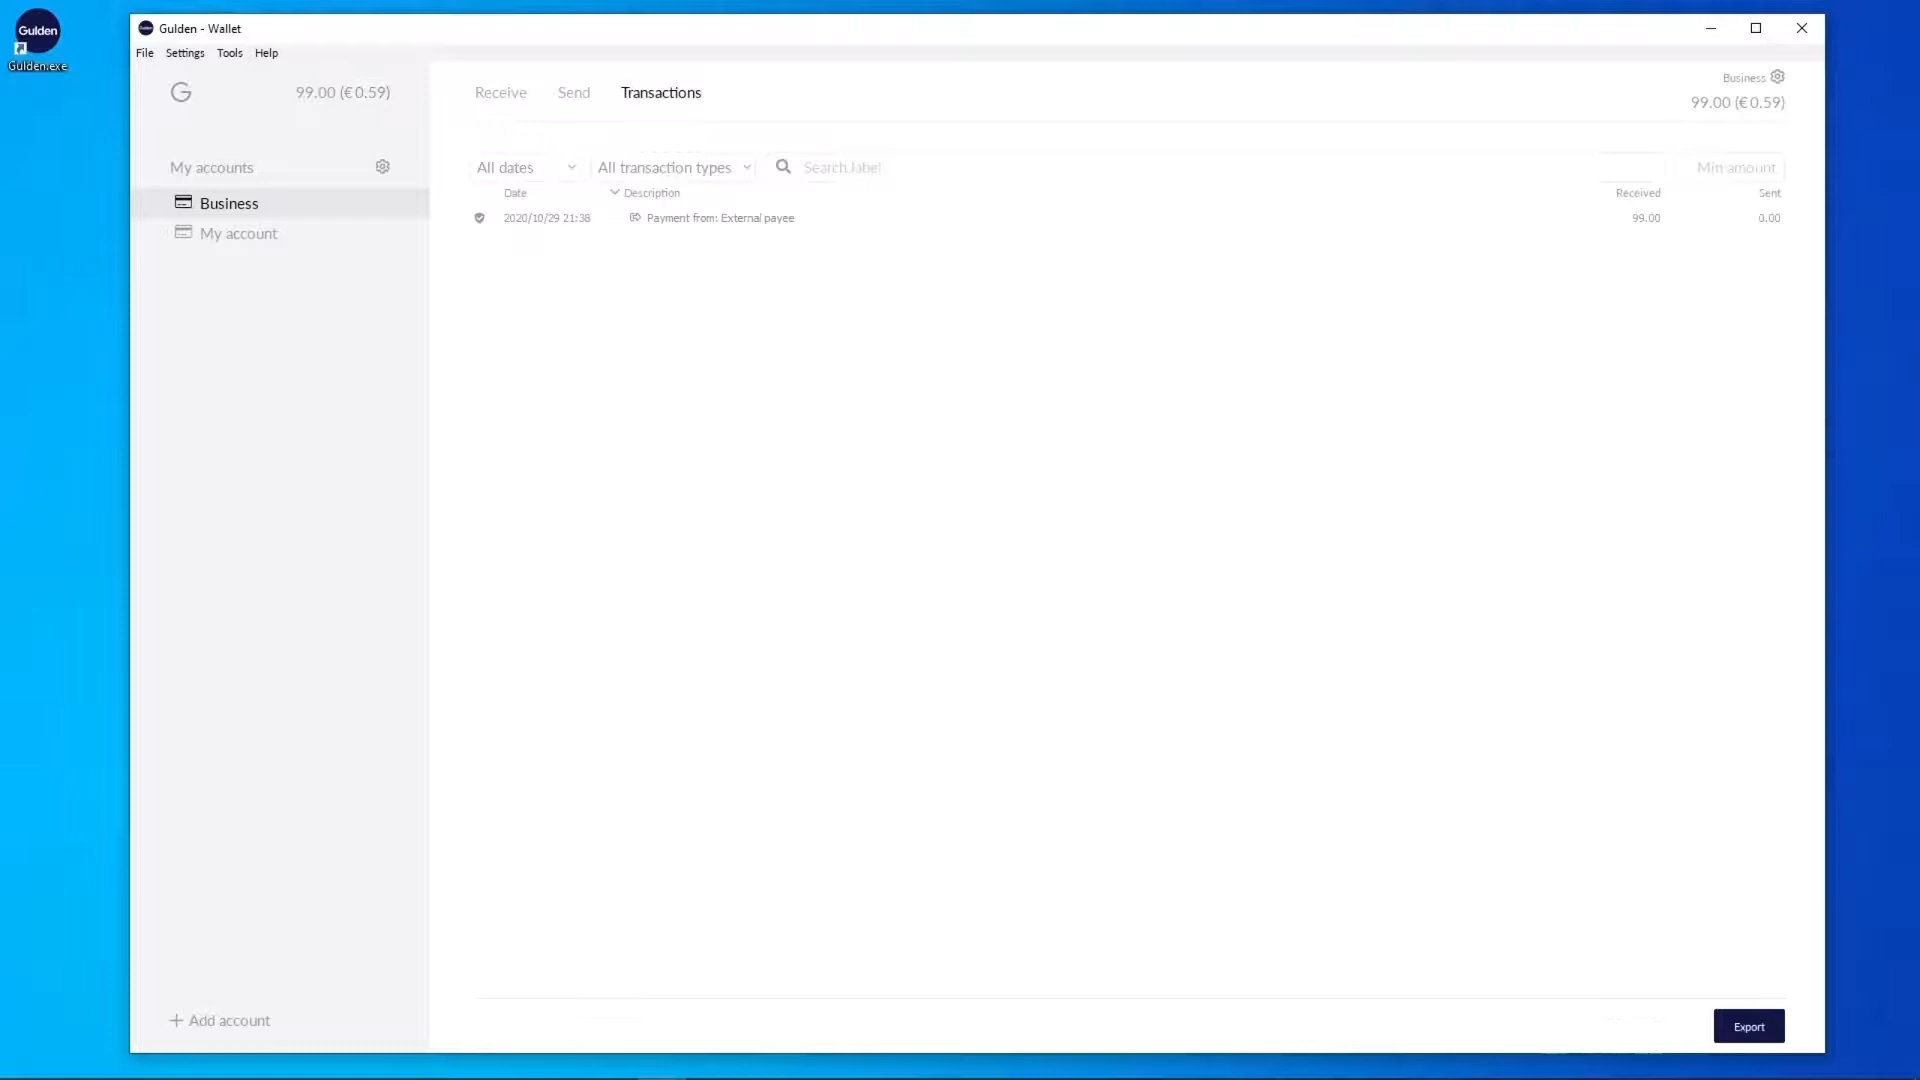 Gulden
Gulden.exe
Gulden - Wallet
File Settings Tools Help
99.00 (€0.59)
Receive Send Transactions
Business
99.00 (€0.59)
My accounts
Business
My account
All dates All transaction types Search label Min amount
Date Description Received Sent
2020/10/29 21:38 Payment from: External payee 99.00 0.00
+ Add account
Export